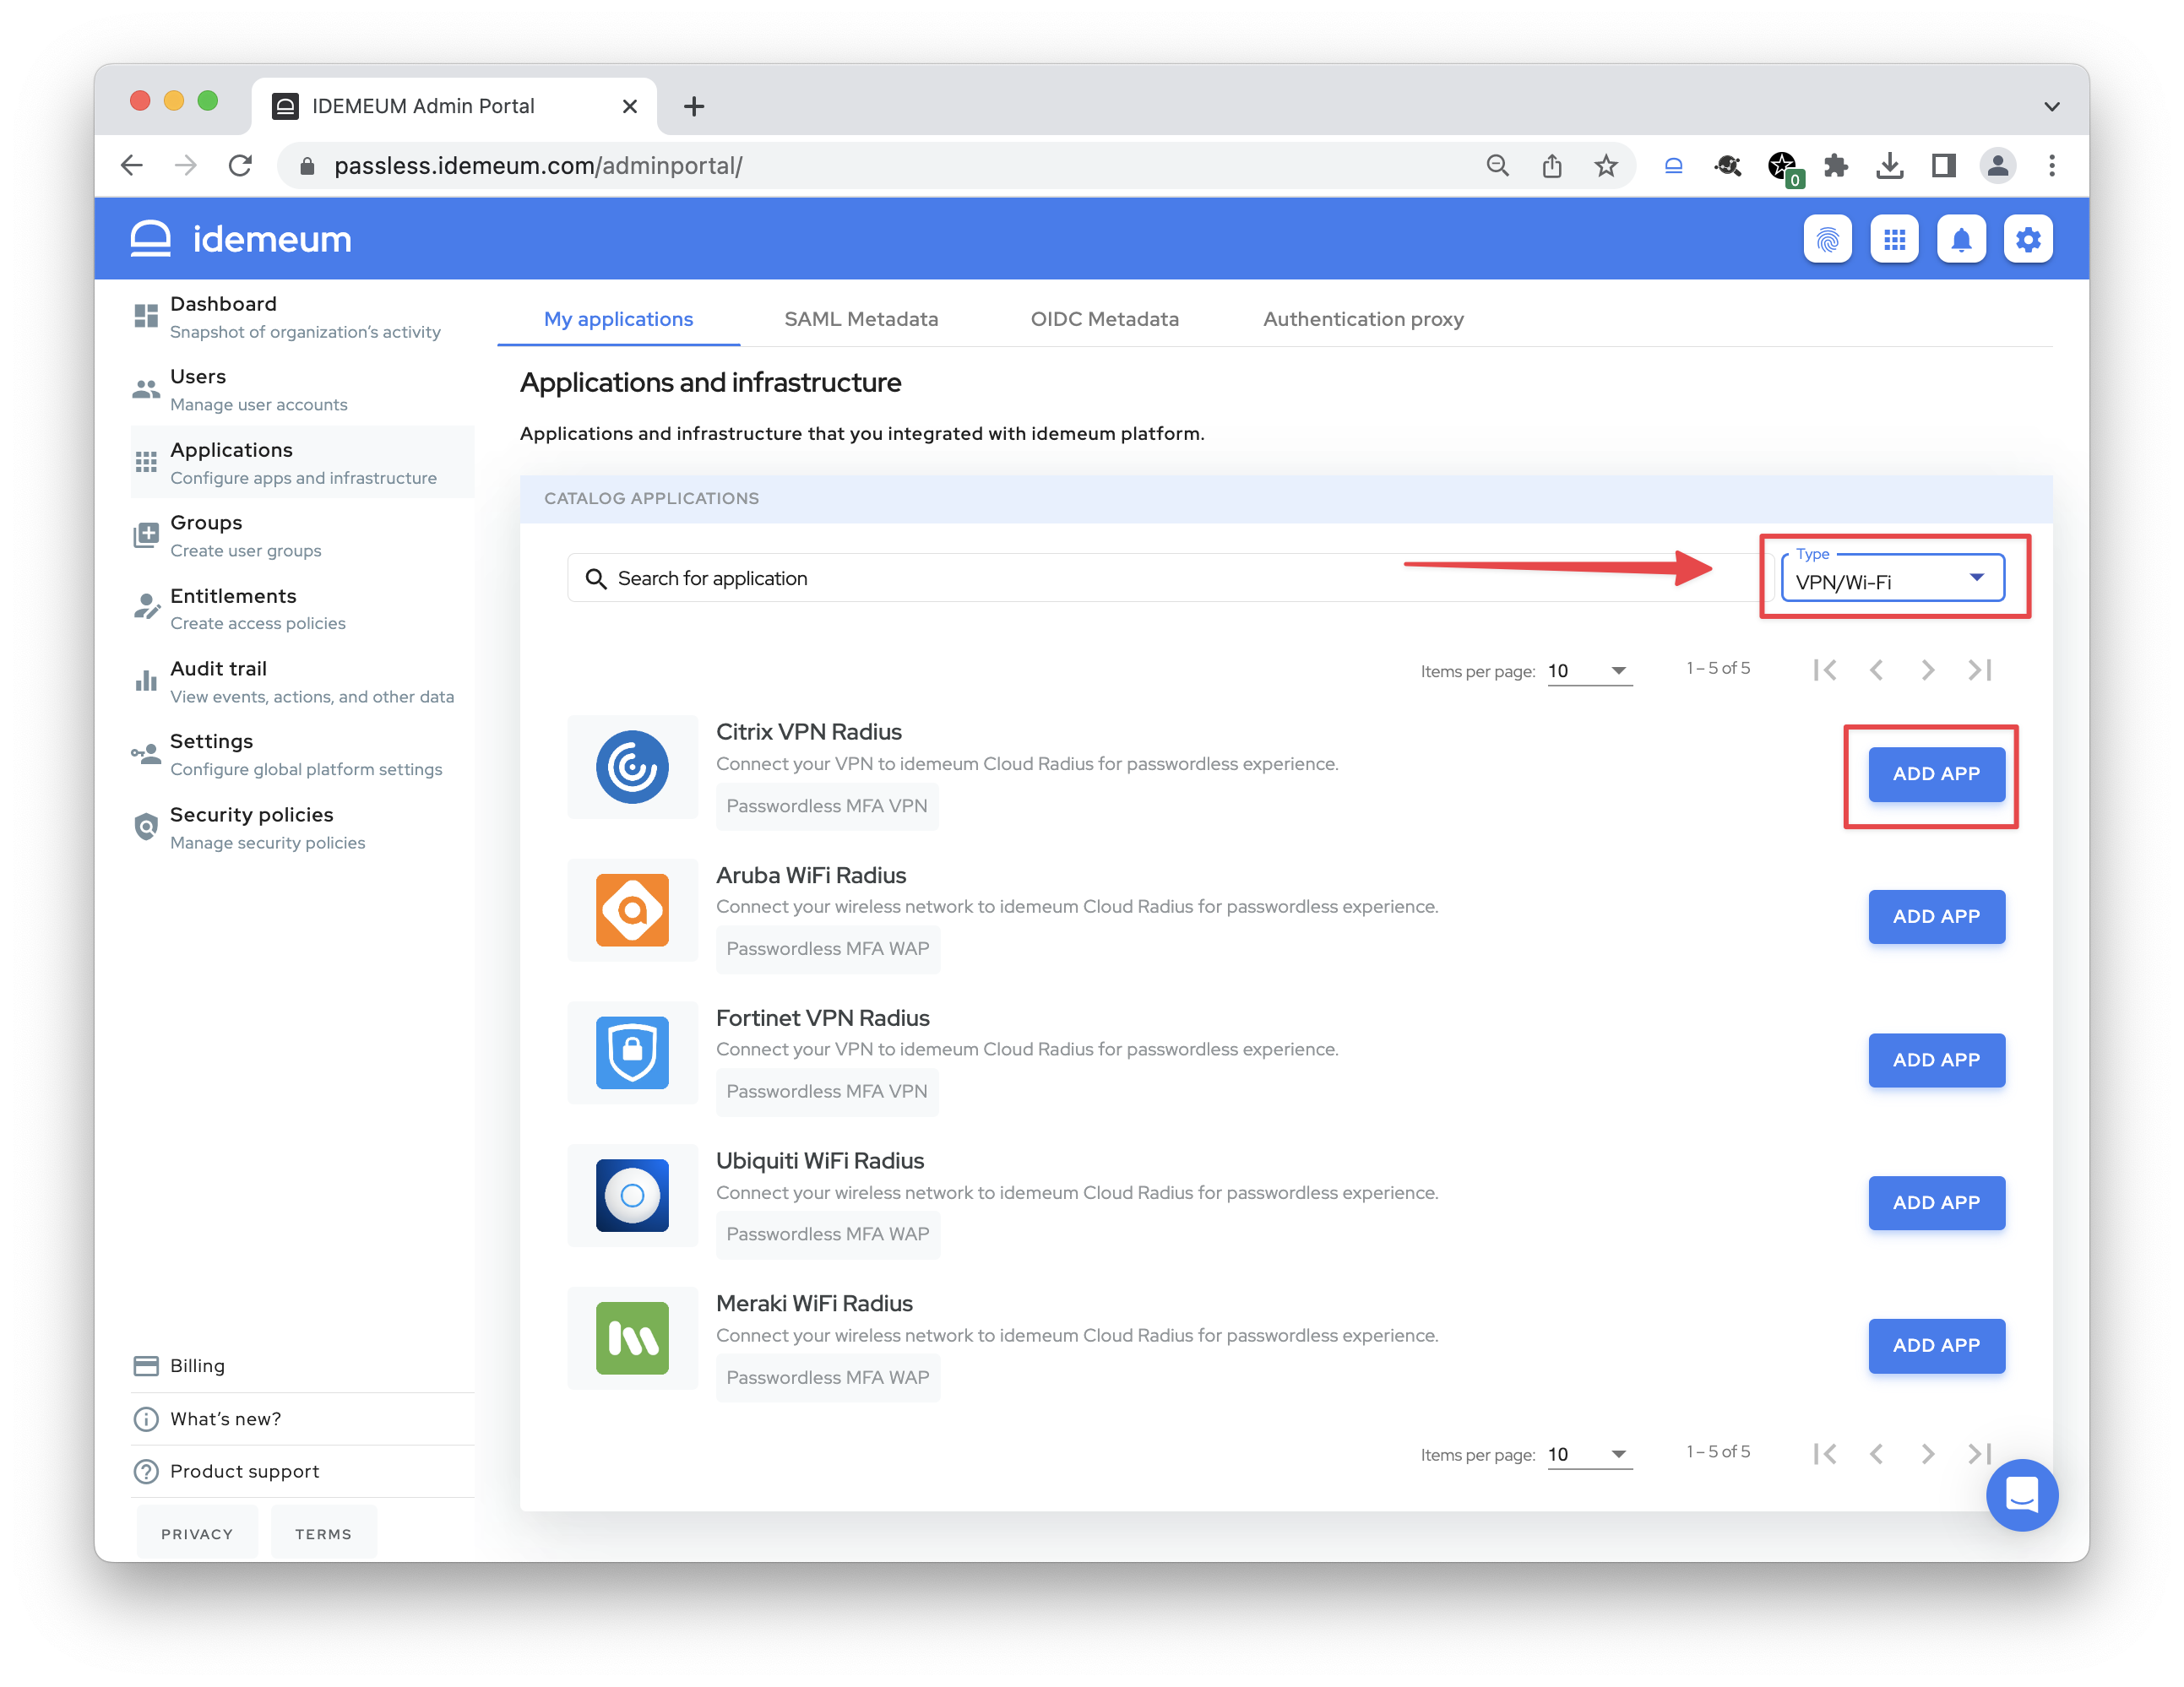 IDEMEUM Admin Portal
passless.idemeum.com/adminportal/
0
idemeum
Dashboard
Snapshot of organization's activity
Users
Manage user accounts
Applications
Configure apps and infrastructure
Groups
Create user groups
Entitlements
Create access policies
Audit trail
View events, actions, and other data
Settings
Configure global platform settings
Security policies
Manage security policies
Billing
What's new?
Product support
PRIVACY TERMS
My applications SAML Metadata OIDC Metadata Authentication proxy
Applications and infrastructure
Applications and infrastructure that you integrated with idemeum platform.
CATALOG APPLICATIONS
Search for application
Type
VPN/Wi-Fi
Items per page: 10 1 – 5 of 5
Citrix VPN Radius
Connect your VPN to idemeum Cloud Radius for passwordless experience.
Passwordless MFA VPN
ADD APP
Aruba WiFi Radius
Connect your wireless network to idemeum Cloud Radius for passwordless experience.
Passwordless MFA WAP
ADD APP
Fortinet VPN Radius
Connect your VPN to idemeum Cloud Radius for passwordless experience.
Passwordless MFA VPN
ADD APP
Ubiquiti WiFi Radius
Connect your wireless network to idemeum Cloud Radius for passwordless experience.
Passwordless MFA WAP
ADD APP
Meraki WiFi Radius
Connect your wireless network to idemeum Cloud Radius for passwordless experience.
Passwordless MFA WAP
ADD APP
Items per page: 10 1 – 5 of 5